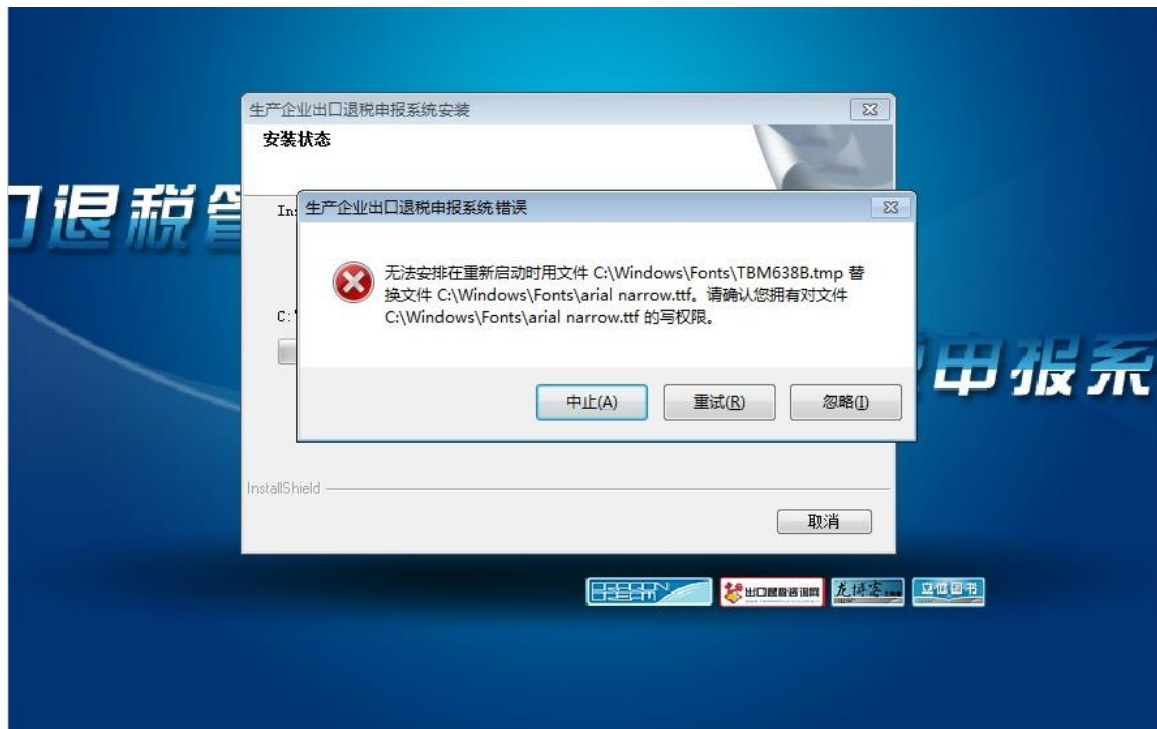 生产企业出口退税申报系统安装
安装状态
口退税管
In
生产企业出口退税申报系统 错误
无法安排在重新启动时用文件 C:\Windows\Fonts\TBM638B.tmp 替
换文件 C:\Windows\Fonts\arial narrow.ttf。请确认您拥有对文件
C:\Windows\Fonts\arial narrow.ttf 的写权限。
C:
申报系
中止(A)
重试(R)
忽略(I)
InstallShield
取消
出口退税咨询网
龙博客